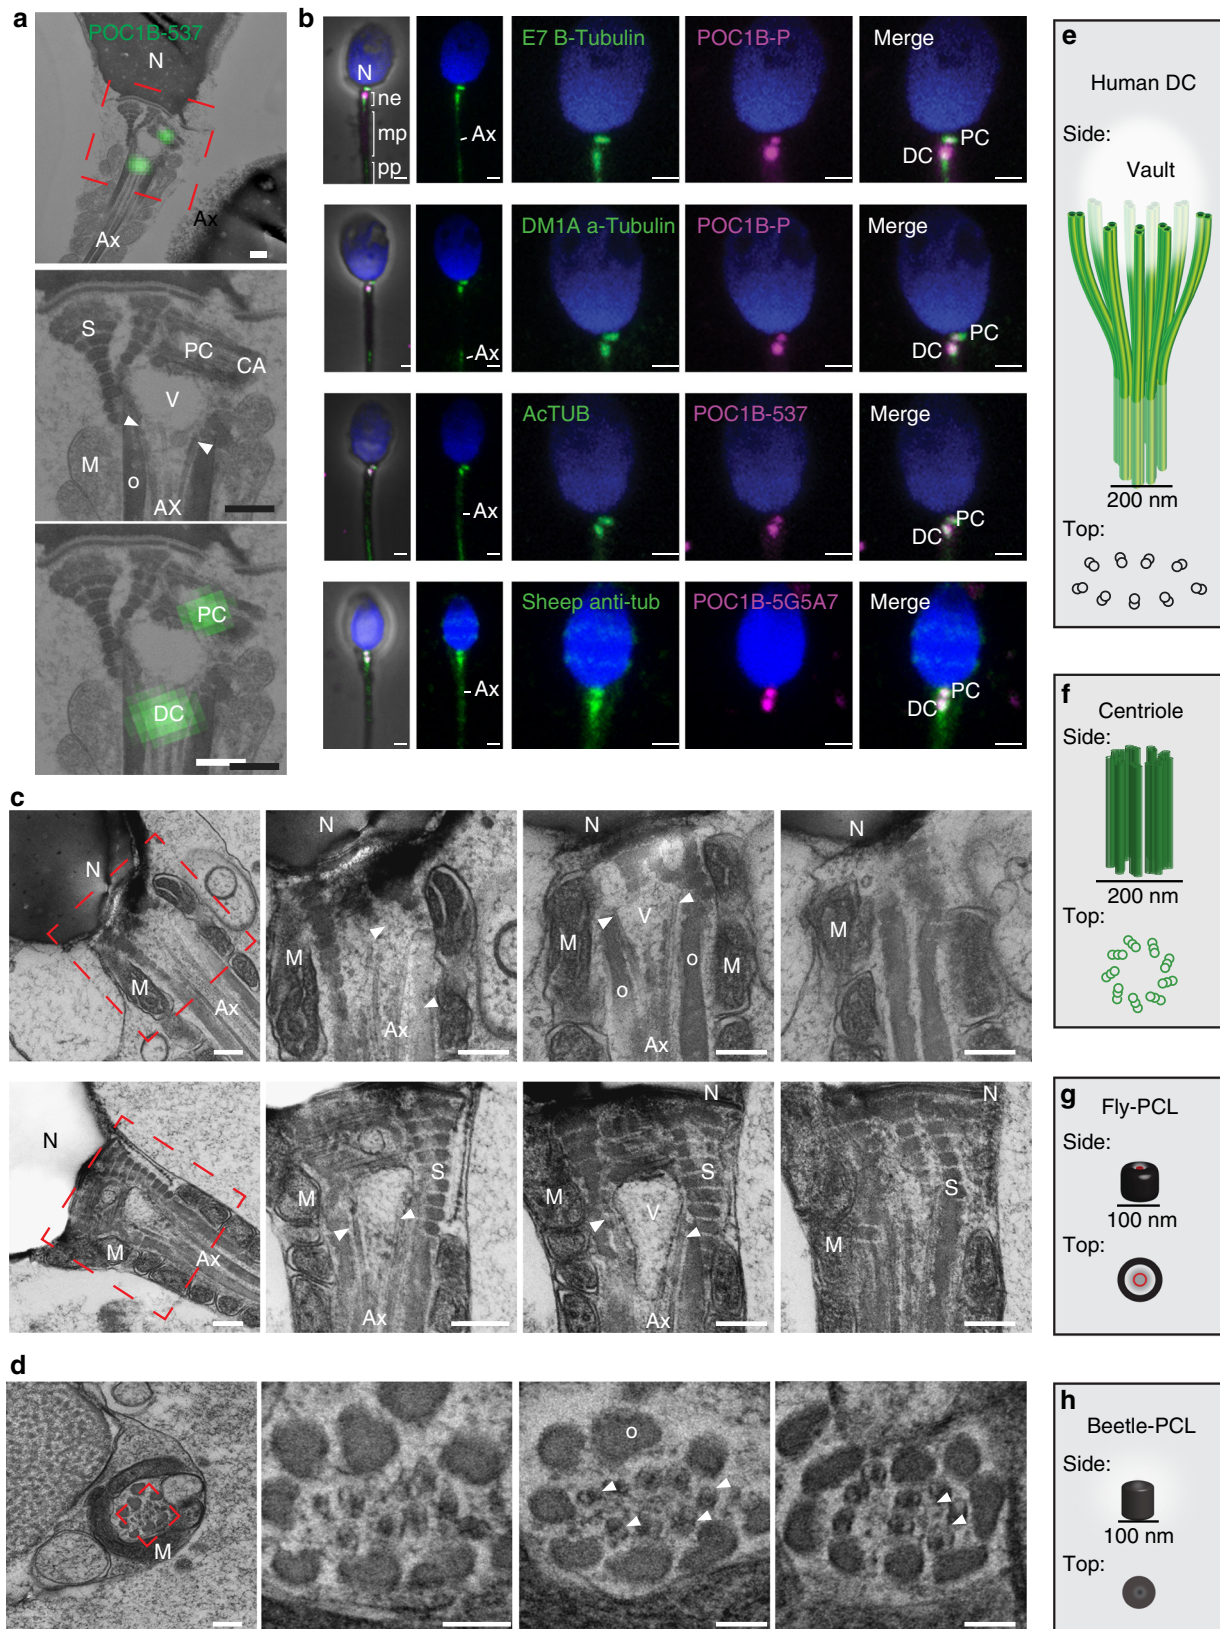 a
POC1B-537
N
Ax
Ax
S
PC
CA
V
M
o
AX
PC
DC
b
N
ne
mp
pp
Ax
E7 B-Tubulin
POC1B-P
Merge
PC
DC
Ax
DM1A a-Tubulin
POC1B-P
Merge
PC
DC
Ax
AcTUB
POC1B-537
Merge
PC
DC
Ax
Sheep anti-tub
POC1B-5G5A7
Merge
PC
DC
c
N
M
Ax
N
M
Ax
N
V
M
o
o
M
Ax
N
M
N
M
Ax
M
S
Ax
N
M
V
S
Ax
N
S
M
d
M
o
e
Human DC
Side:
Vault
200 nm
Top:
f
Centriole
Side:
200 nm
Top:
g
Fly-PCL
Side:
100 nm
Top:
h
Beetle-PCL
Side:
100 nm
Top: